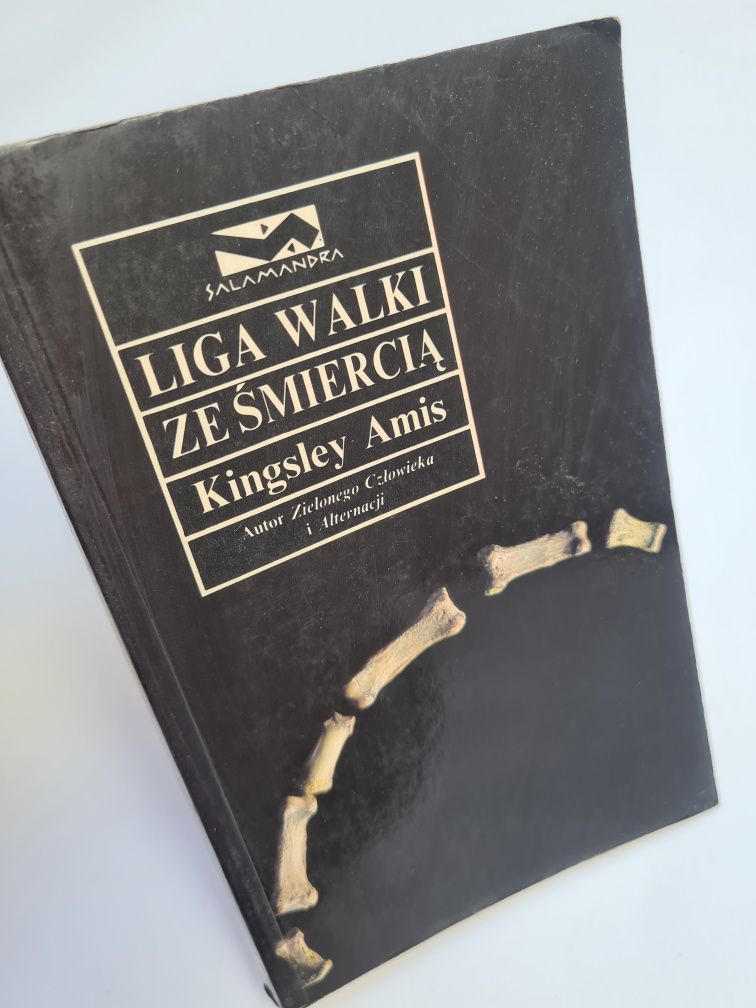 SALAMANDRA
LIGA WALKI
ZE ŚMIERCIĄ
Kingsley Amis
Autor Zielonego Człowieka
i Alternacji